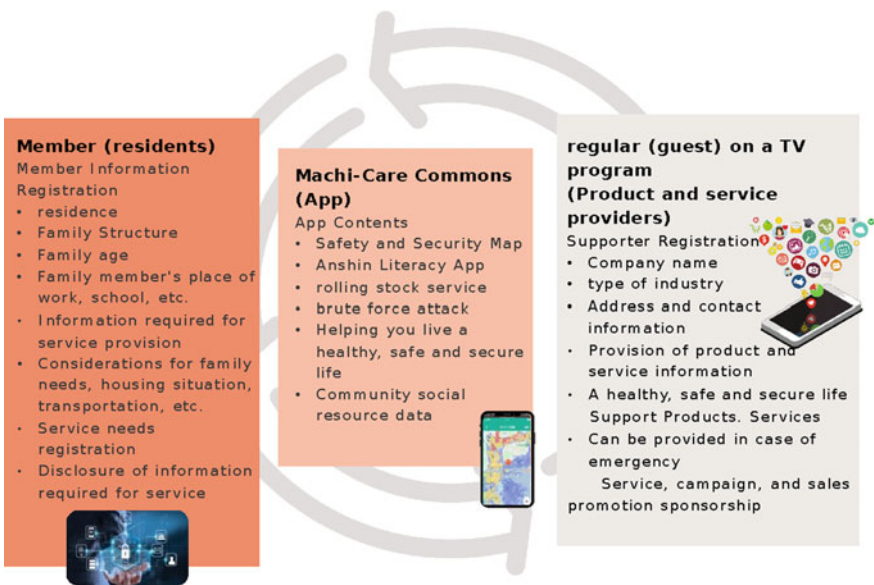 Member (residents)
Member Information
Registration
• residence
• Family Structure
• Family age
• Family member's place of
work, school, etc.
• Information required for
service provision
• Considerations for family
needs, housing situation,
transportation, etc.
• Service needs
registration
• Disclosure of information
required for service
Machi-Care Commons
(App)
App Contents
• Safety and Security Map
• Anshin Literacy App
• rolling stock service
• brute force attack
• Helping you live a
healthy, safe and secure
life
• Community social
resource data
regular (guest) on a TV
program
(Product and service
providers)
Supporter Registration
• Company name
• type of industry
• Address and contact
information
• Provision of product and
service information
• A healthy, safe and secure life
Support Products. Services
• Can be provided in case of
emergency
Service, campaign, and sales
promotion sponsorship